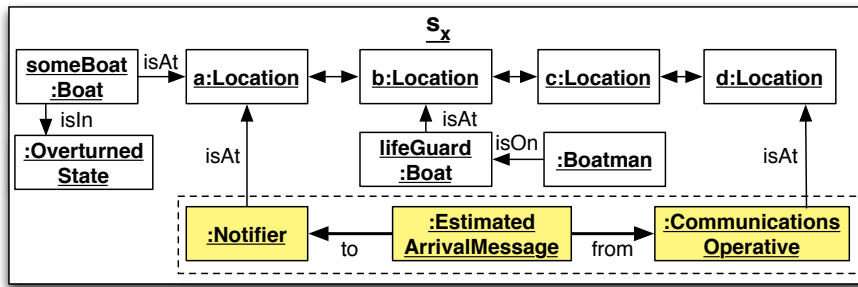 s_x
someBoat
:Boat
isAt
a:Location
b:Location
c:Location
d:Location
isIn
isAt
:Overturned
State
isAt
lifeGuard
:Boat
isOn
:Boatman
isAt
:Notifier
to
:Estimated
ArrivalMessage
from
:Communications
Operative